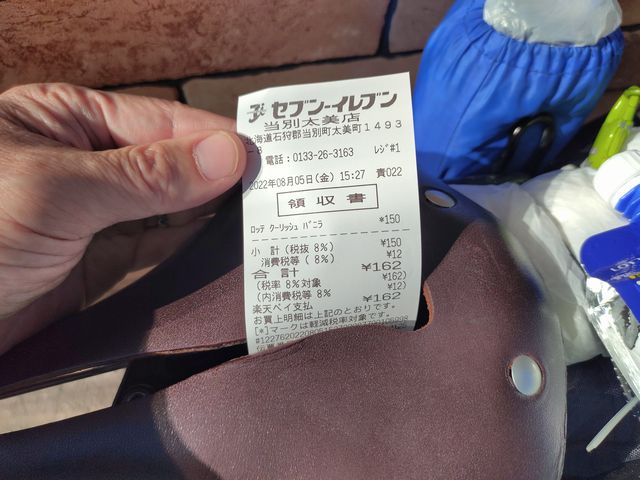 セブン-イレブン
当別太美店
北海道石狩郡当別町太美町1493
電話:0133-26-3163 レジ#1
2022年08月05日(金) 15:27 責022
領収書
ロッテ クーリッシュ バニラ *150
小 計(税抜 8%) ¥150
消費税等( 8%) ¥12
合 計 ¥162
(税率 8%対象 ¥162)
(内消費税等 8% ¥12)
楽天ペイ支払 ¥162
お買上明細は上記のとおりです。
[*]マークは軽減税率対象です。